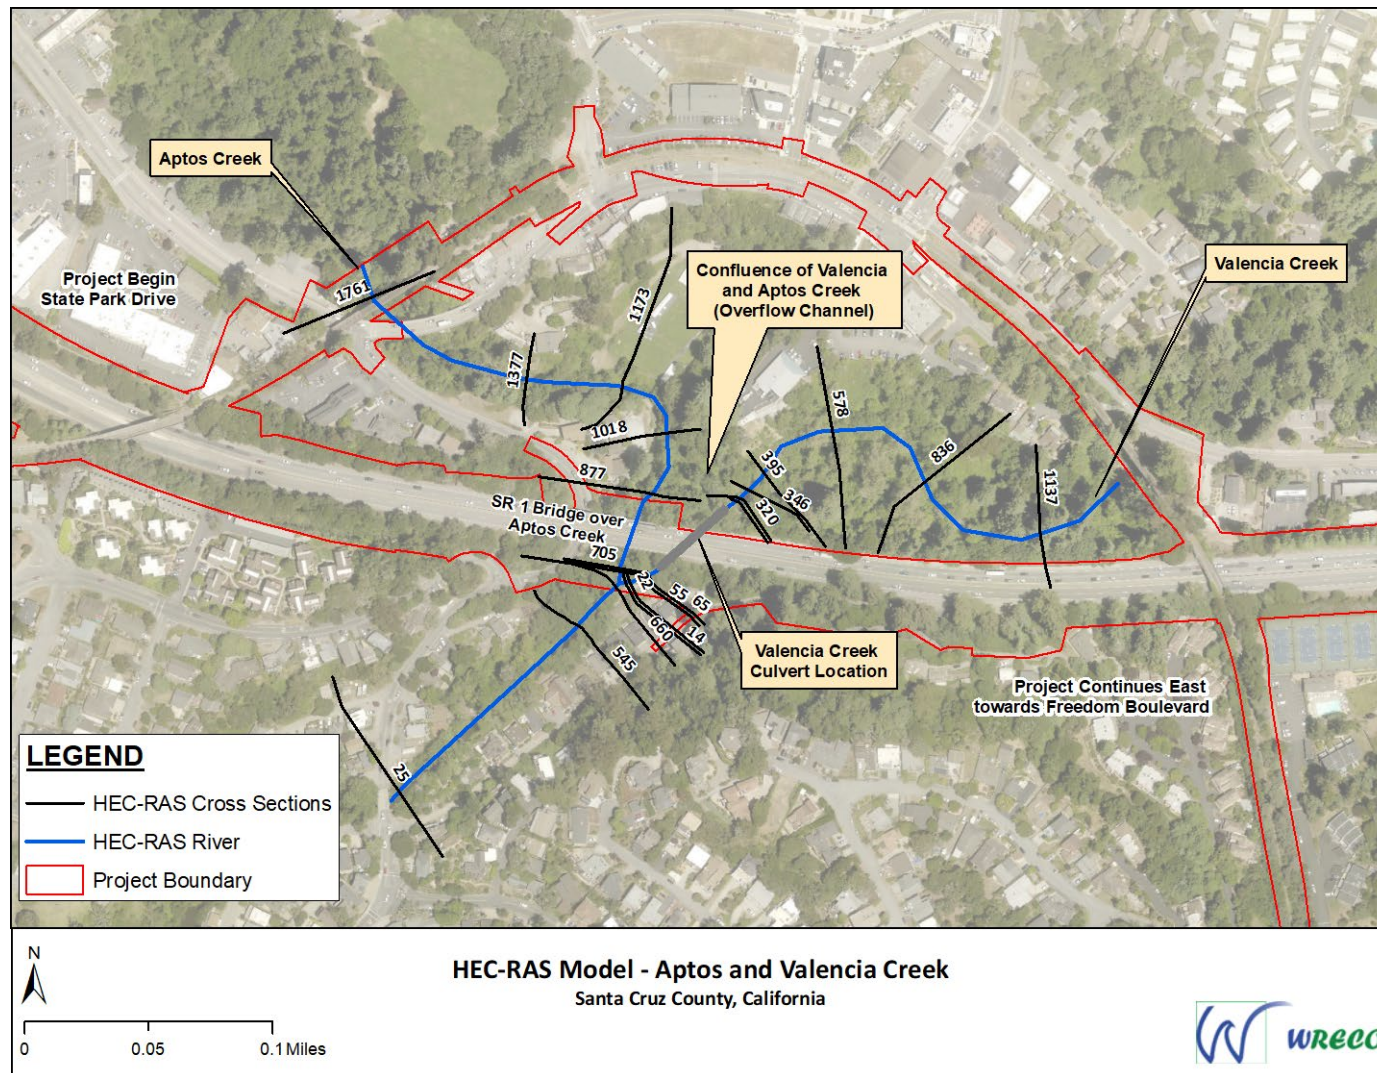 Aptos Creek
Project Begin
State Park Drive
1761
1377
1173
1018
877
Confluence of Valencia
and Aptos Creek
(Overflow Channel)
Valencia Creek
578
836
1137
395
346
320
SR 1 Bridge over
Aptos Creek
705
22
55
65
14
660
545
25
Valencia Creek
Culvert Location
Project Continues East
towards Freedom Boulevard
LEGEND
HEC-RAS Cross Sections
HEC-RAS River
Project Boundary
N
0 0.05 0.1 Miles
HEC-RAS Model - Aptos and Valencia Creek
Santa Cruz County, California
WRECO